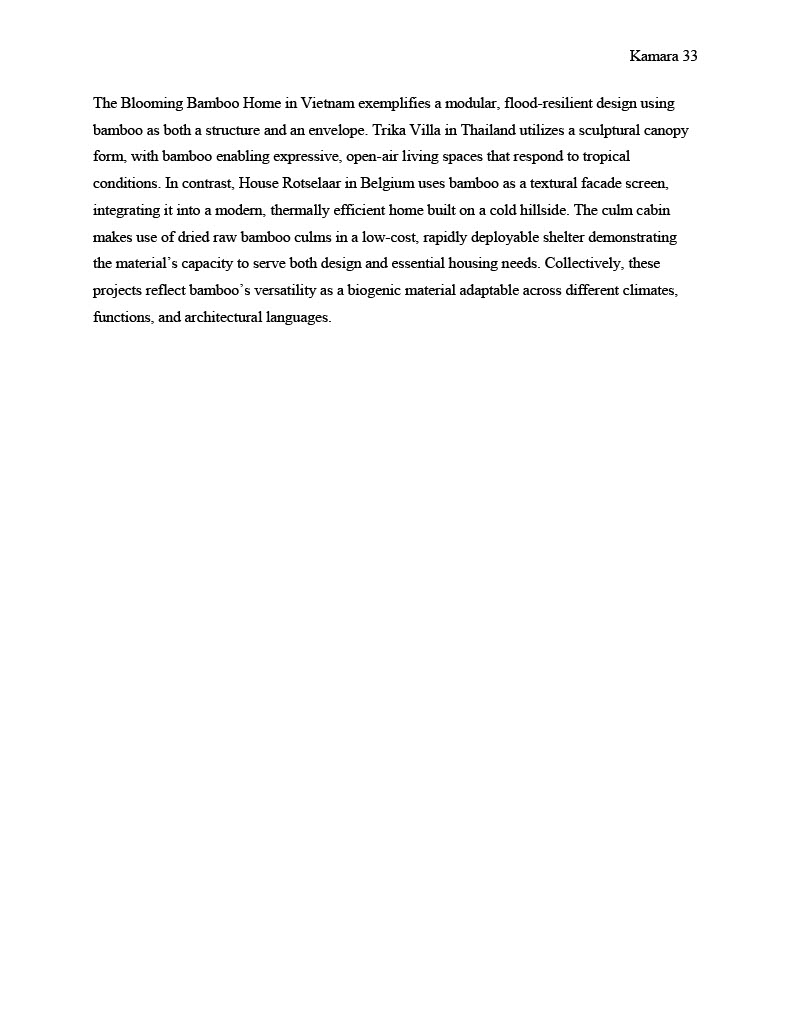 Kamara 33
The Blooming Bamboo Home in Vietnam exemplifies a modular, flood-resilient design using
bamboo as both a structure and an envelope. Trika Villa in Thailand utilizes a sculptural canopy
form, with bamboo enabling expressive, open-air living spaces that respond to tropical
conditions. In contrast, House Rotselaar in Belgium uses bamboo as a textural facade screen,
integrating it into a modern, thermally efficient home built on a cold hillside. The culm cabin
makes use of dried raw bamboo culms in a low-cost, rapidly deployable shelter demonstrating
the material’s capacity to serve both design and essential housing needs. Collectively, these
projects reflect bamboo’s versatility as a biogenic material adaptable across different climates,
functions, and architectural languages.